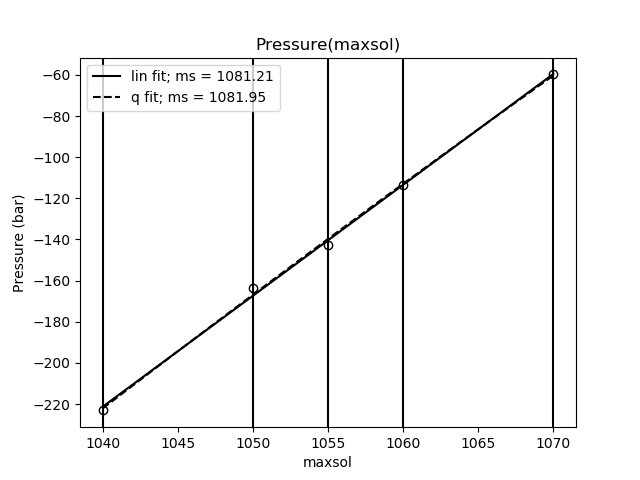 Pressure(maxsol)
lin fit; ms = 1081.21
q fit; ms = 1081.95
Pressure (bar)
−60
−80
−100
−120
−140
−160
−180
−200
−220
1040 1045 1050 1055 1060 1065 1070
maxsol